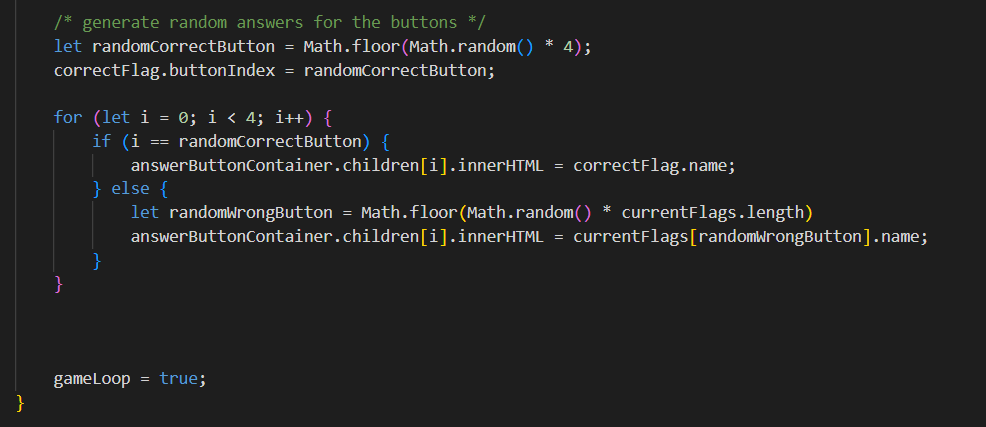 /* generate random answers for the buttons */
let randomCorrectButton = Math.floor(Math.random() * 4);
correctFlag.buttonIndex = randomCorrectButton;
for (let i = 0; i < 4; i++) {
if (i == randomCorrectButton) {
answerButtonContainer.children[i].innerHTML = correctFlag.name;
} else {
let randomWrongButton = Math.floor(Math.random() * currentFlags.length)
answerButtonContainer.children[i].innerHTML = currentFlags[randomWrongButton].name;
}
}
gameLoop = true;
}